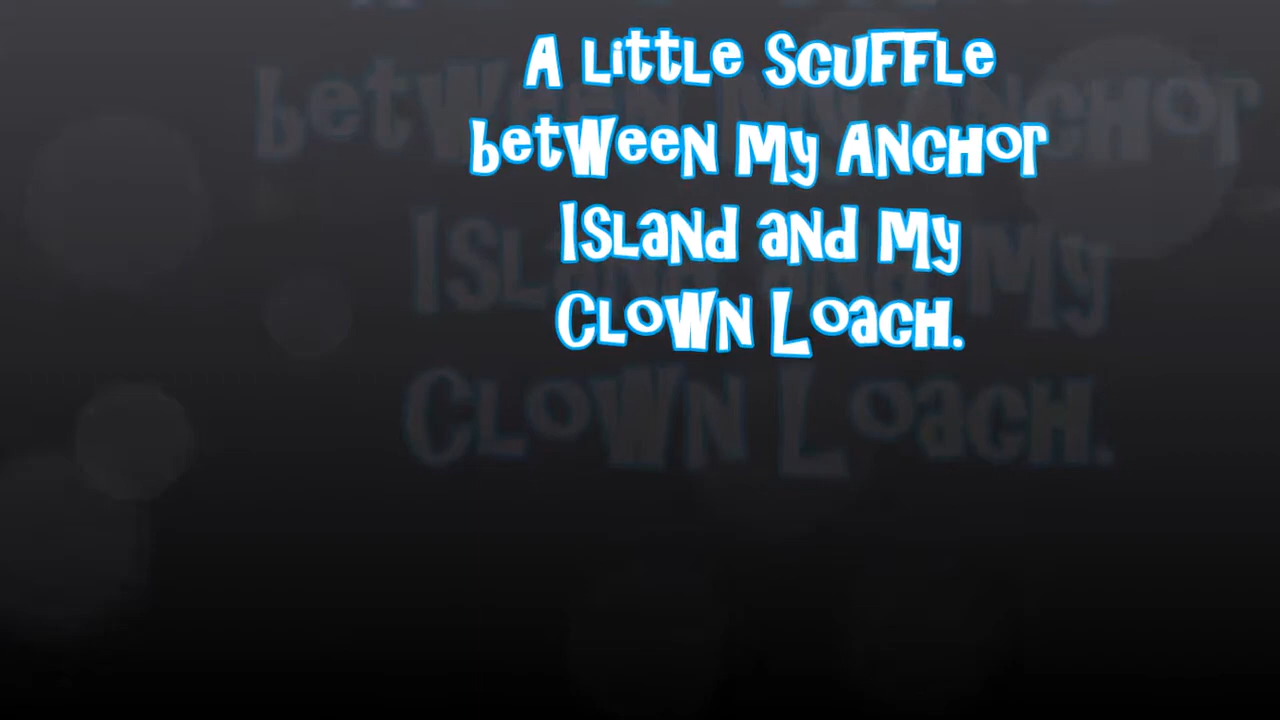 A Little Scuffle
between My Anchor
Island and My
Clown Loach.